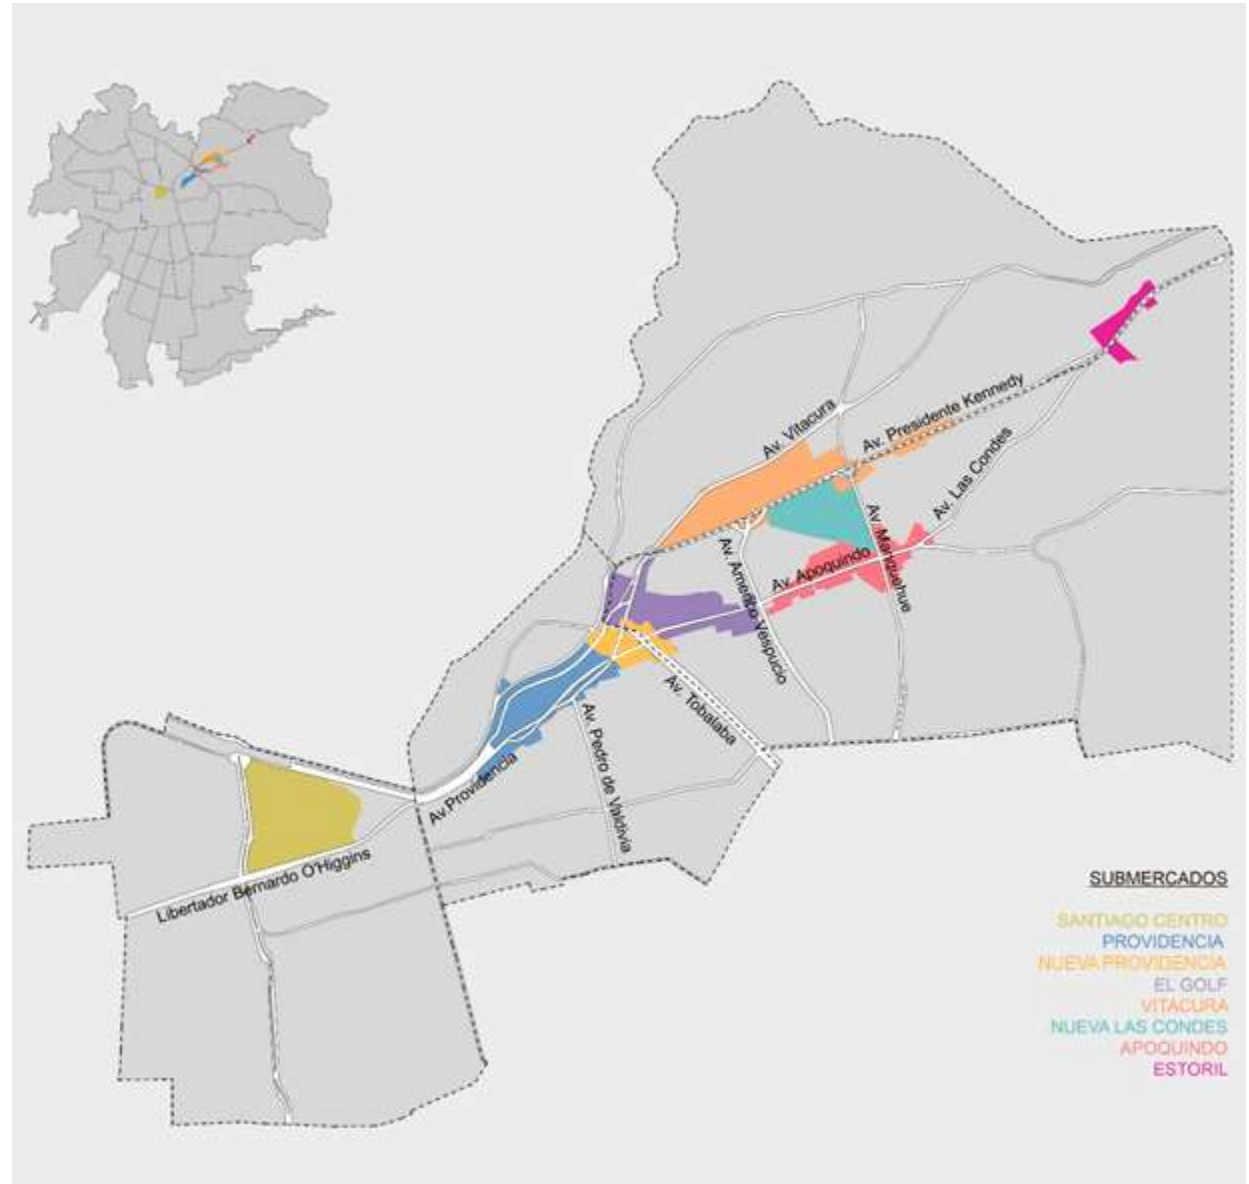 Av. Vitacura
Av. Presidente Kennedy
Av. Las Condes
Av. Manquehue
Av. Apoquindo
Av. Americo Vespucio
Av. Tobalaba
Av. Pedro de Valdivia
Av.Providencia
Libertador Bernardo O'Higgins
SUBMERCADOS
SANTIAGO CENTRO
PROVIDENCIA
NUEVA PROVIDENCIA
EL GOLF
VITACURA
NUEVA LAS CONDES
APOQUINDO
ESTORIL